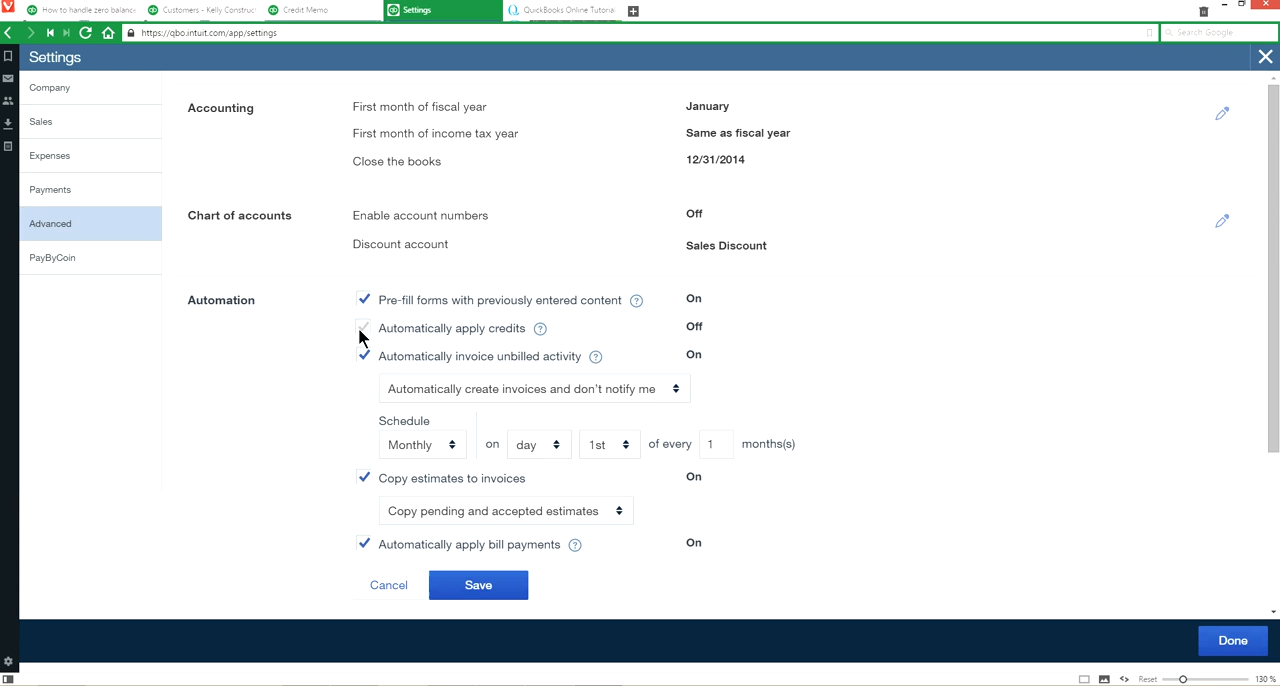 How to handle zero balance
Customers - Kelly Construc
Credit Memo
Settings
QuickBooks Online Tutoria
https://qbo.intuit.com/app/settings
Search Google
Settings
Company
Sales
Expenses
Payments
Advanced
PayByCoin
Accounting
First month of fiscal year January
First month of income tax year Same as fiscal year
Close the books 12/31/2014
Chart of accounts
Enable account numbers Off
Discount account Sales Discount
Automation
Pre-fill forms with previously entered content ? On
Automatically apply credits ? Off
Automatically invoice unbilled activity ? On
Automatically create invoices and don't notify me
Schedule
Monthly on day 1st of every 1 months(s)
Copy estimates to invoices On
Copy pending and accepted estimates
Automatically apply bill payments ? On
Cancel Save
Done
Reset 130 %